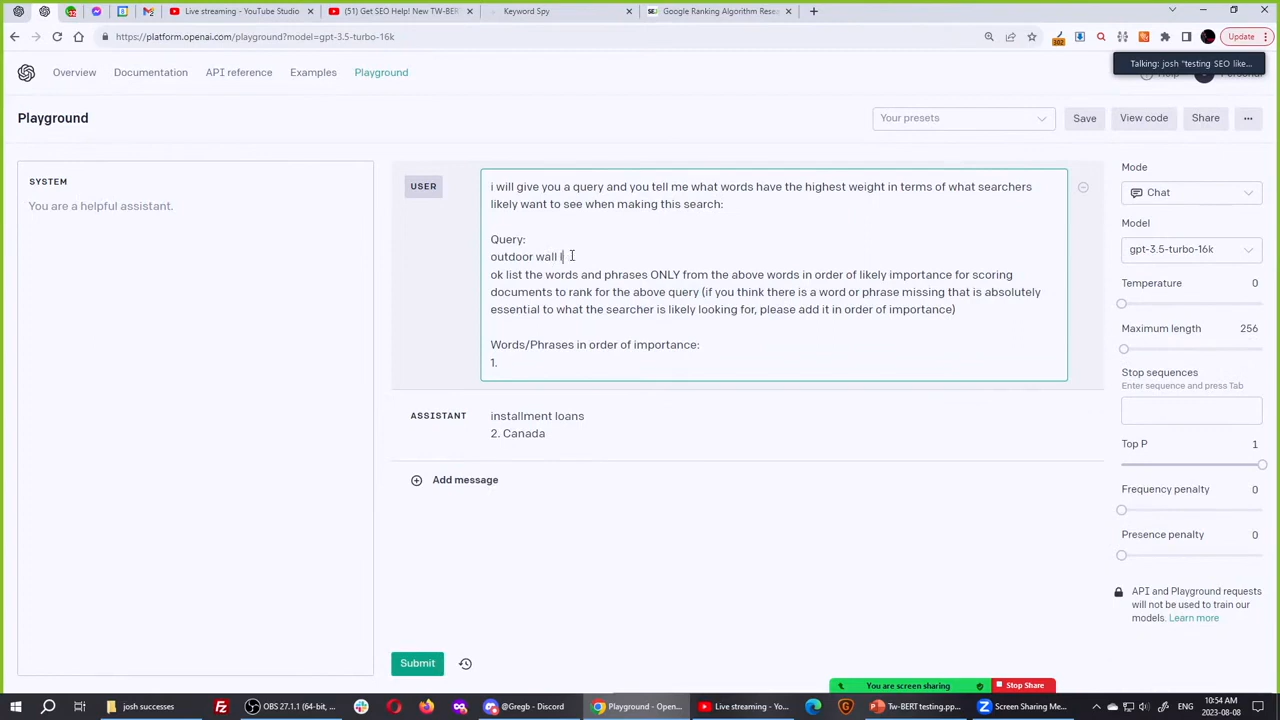 Live streaming - YouTube Studio
(51) Get SEO Help! New TW-BERT
Keyword Spy
Google Ranking Algorithm Resea
https://platform.openai.com/playground?model=gpt-3.5-turbo-16k
302
Update
Talking: josh "testing SEO like...
Overview
Documentation
API reference
Examples
Playground
Help
Personal
Playground
Your presets
Save
View code
Share
SYSTEM
You are a helpful assistant.
USER
i will give you a query and you tell me what words have the highest weight in terms of what searchers
likely want to see when making this search:
Query:
outdoor wall l
ok list the words and phrases ONLY from the above words in order of likely importance for scoring
documents to rank for the above query (if you think there is a word or phrase missing that is absolutely
essential to what the searcher is likely looking for, please add it in order of importance)
Words/Phrases in order of importance:
1.
ASSISTANT
installment loans
2. Canada
Add message
Submit
Mode
Chat
Model
gpt-3.5-turbo-16k
Temperature 0
Maximum length 256
Stop sequences
Enter sequence and press Tab
Top P 1
Frequency penalty 0
Presence penalty 0
API and Playground requests
will not be used to train our
models. Learn more
You are screen sharing
Stop Share
josh successes
OBS 27.1.1 (64-bit, ...
@Gregb - Discord
Playground - Open...
Live streaming - Yo...
Tw-BERT testing.pp...
Screen Sharing Me...
10:54 AM
2023-08-08